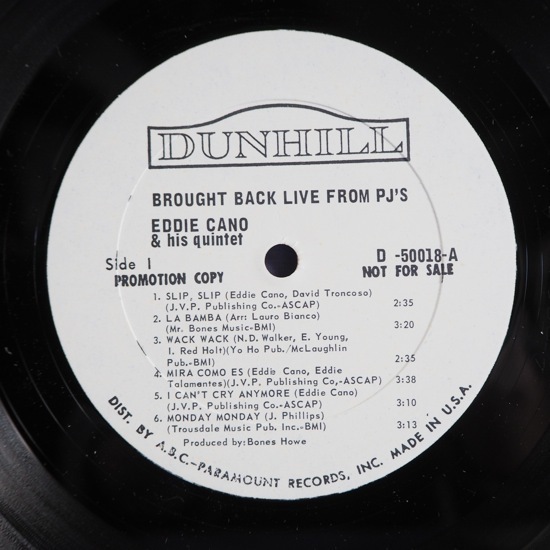 DUNHILL
BROUGHT BACK LIVE FROM PJ'S
EDDIE CANO
& his quintet
Side 1
D -50018-A
PROMOTION COPY
NOT FOR SALE
1. SLIP, SLIP (Eddie Cano, David Troncoso)
(J.V.P. Publishing Co.-ASCAP) 2:35
2. LA BAMBA (Arr: Lauro Bianco)
(Mr. Bones Music-BMI) 3:20
3. WACK WACK (N.D. Walker, E. Young,
I. Red Holt)(Yo Ho Pub./McLaughlin
Pub.-BMI) 2:35
4. MIRA COMO ES (Eddie Cano, Eddie
Talamentes)(J.V.P. Publishing Co,-ASCAP) 3:38
5. I CAN'T CRY ANYMORE (Eddie Cano)
(J.V.P. Publishing Co.-ASCAP) 3:10
6. MONDAY MONDAY (J. Phillips)
(Trousdale Music Pub. Inc.-BMI) 3:13
Produced by: Bones Howe
DIST. BY A.B.C.-PARAMOUNT RECORDS, INC. MADE IN U.S.A.